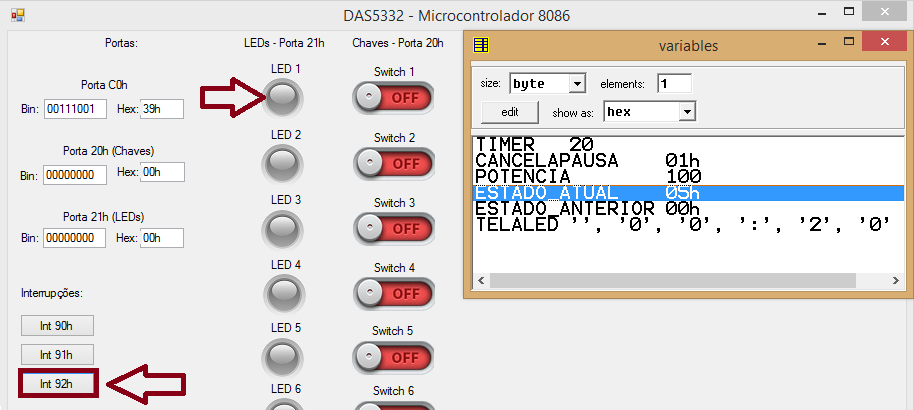 DAS5332 - Microcontrolador 8086
Portas:
LEDs - Porta 21h
Chaves - Porta 20h
Porta C0h
Bin: 00111001 Hex: 39h
Porta 20h (Chaves)
Bin: 00000000 Hex: 00h
Porta 21h (LEDs)
Bin: 00000000 Hex: 00h
Interrupções:
Int 90h
Int 91h
Int 92h
LED 1
LED 2
LED 3
LED 4
LED 5
LED 6
Switch 1
OFF
Switch 2
OFF
Switch 3
OFF
Switch 4
OFF
Switch 5
OFF
Switch 6
variables
size: byte elements: 1
edit show as: hex
TIMER 20
CANCELAPAUSA 01h
POTENCIA 100
ESTADO_ATUAL 05h
ESTADO_ANTERIOR 00h
TELALED '', '0', '0', ':', '2', '0'